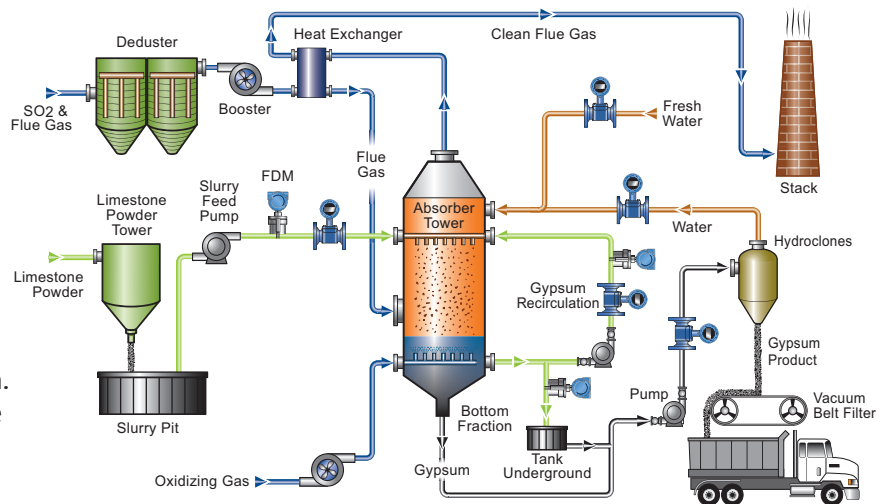 Deduster
Heat Exchanger
Clean Flue Gas
SO2 &
Flue Gas
Booster
Fresh
Water
Flue
Gas
Stack
Slurry
Feed
Pump
FDM
Limestone
Powder
Tower
Absorber
Tower
Water
Hydroclones
Limestone
Powder
Gypsum
Recirculation
Gypsum
Product
Slurry Pit
Bottom
Fraction
Pump
Vacuum
Belt Filter
Gypsum
Tank
Underground
Oxidizing Gas